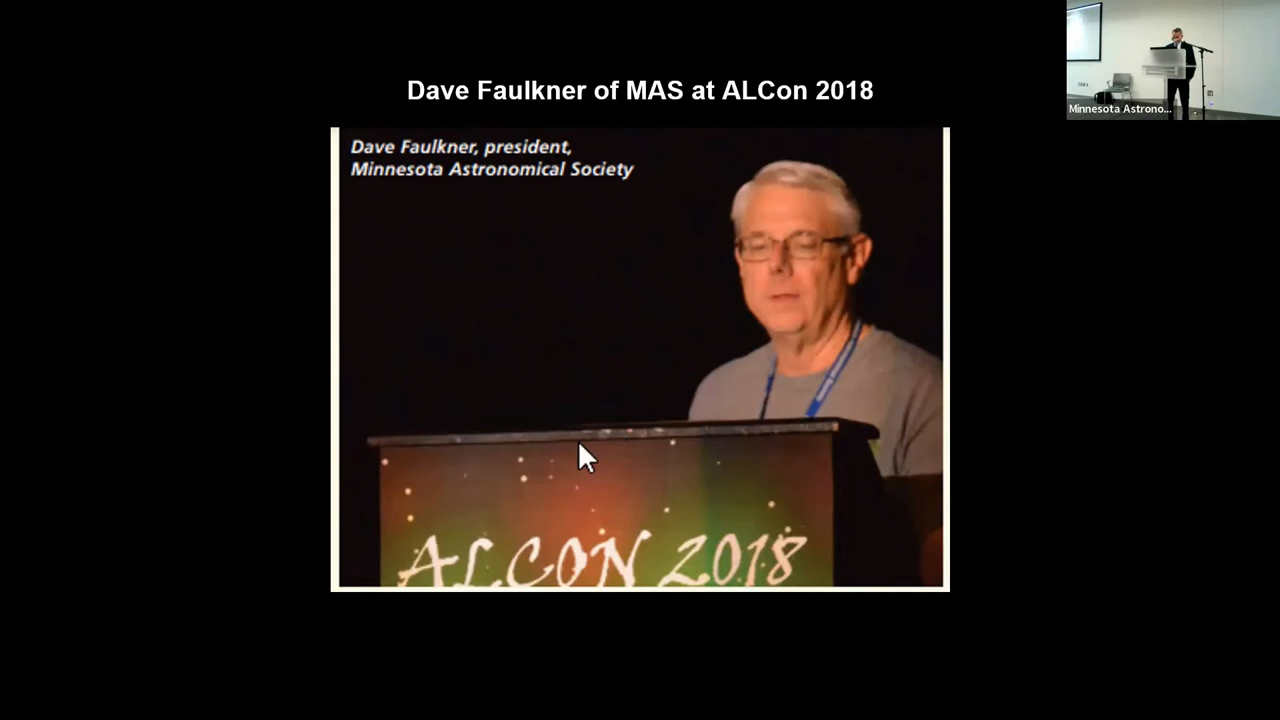 Dave Faulkner of MAS at ALCon 2018
Dave Faulkner, president,
Minnesota Astronomical Society
ALCON 2018
Minnesota Astrono...